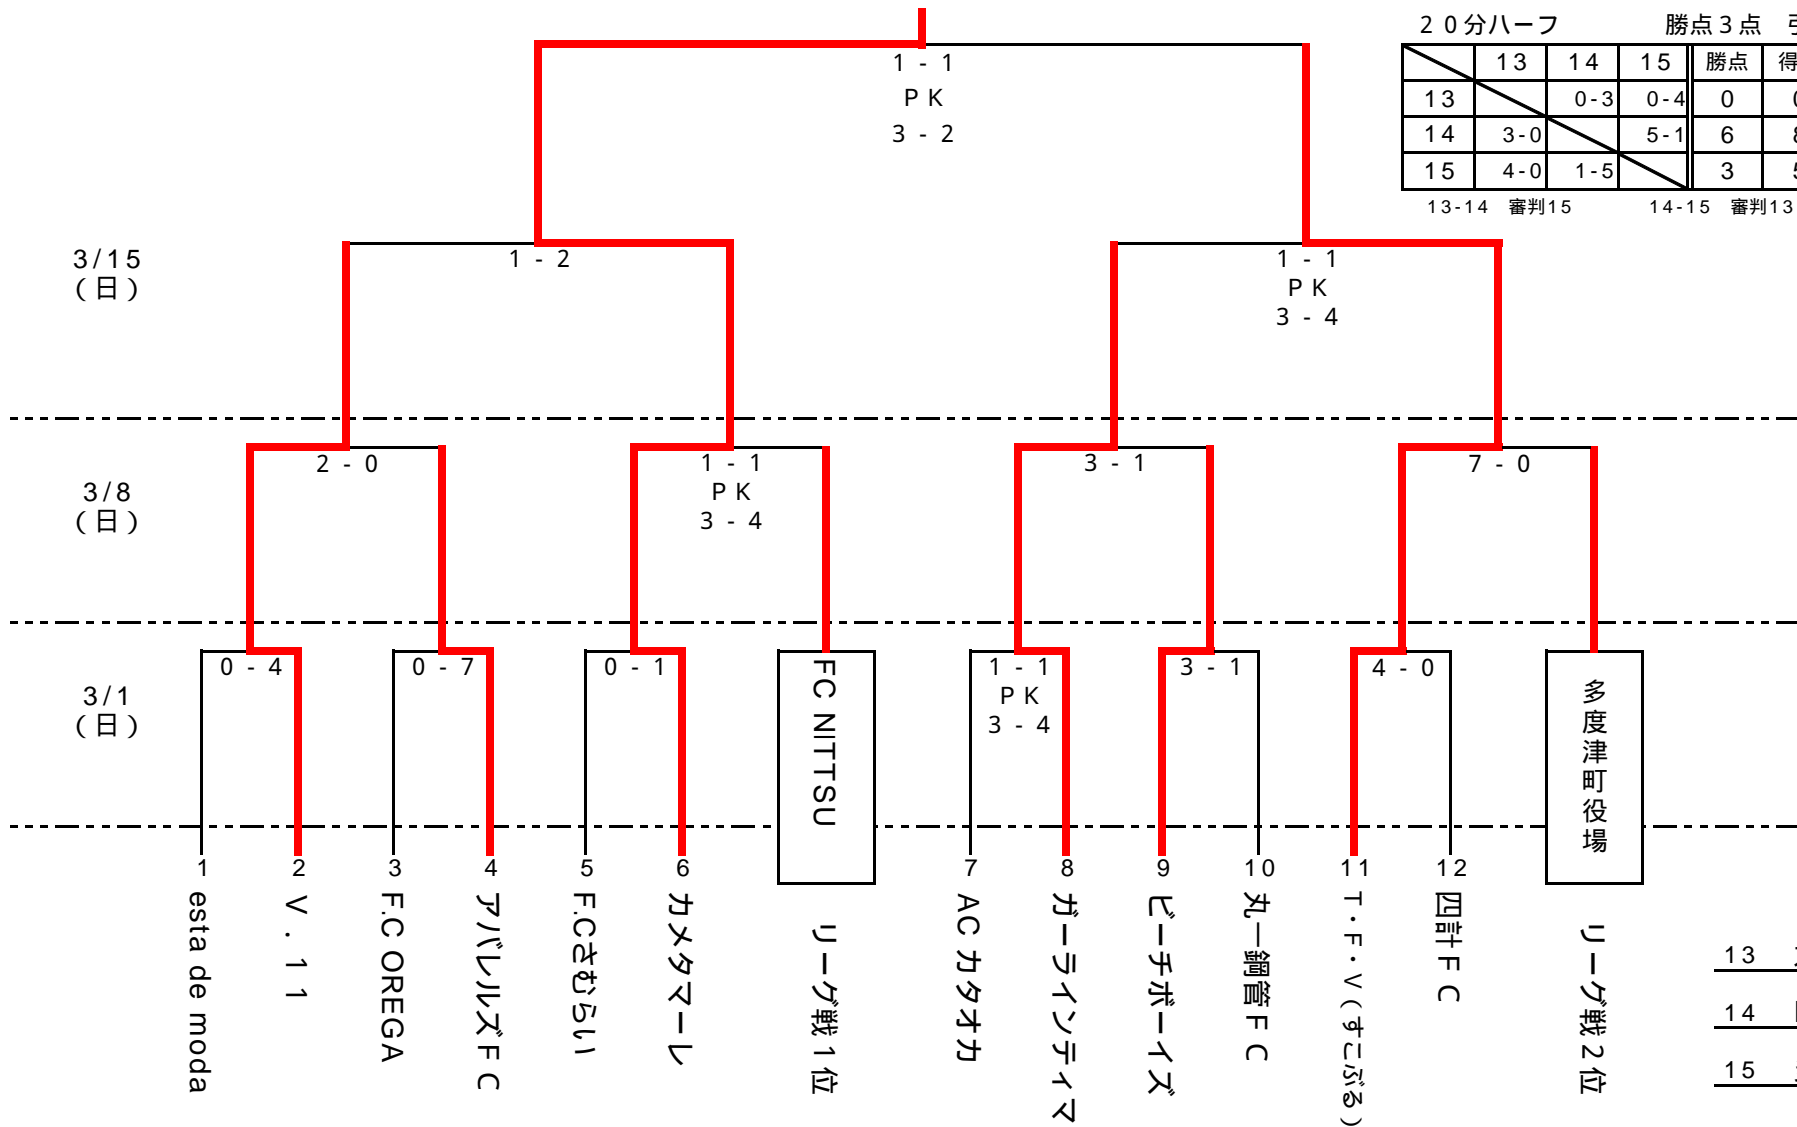 20分ハーフ 勝点3点
13 14 15 勝点
13 0-3 0-4 0
14 3-0 5-1 6
15 4-0 1-5 3
13-14 審判15 14-15 審判13
1 - 1
PK
3 - 2
3/15
(日)
1 - 2
1 - 1
PK
3 - 4
3/8
(日)
2 - 0
1 - 1
PK
3 - 4
3 - 1
7 - 0
3/1
(日)
0 - 4
0 - 7
0 - 1
FC NITTSU
1 - 1
PK
3 - 4
3 - 1
4 - 0
多度津町役場
1 esta de moda
2 V.11
3 F.C OREGA
4 アバレルズFC
5 F.Cさむらい
6 カメタマーレ
リーグ戦1位
7 AC カタオカ
8 ガーラインティマ
9 ビーチボーイズ
10 丸一鋼管FC
11 T・F・V(すこぶる)
12 四計FC
リーグ戦2位
13
14
15